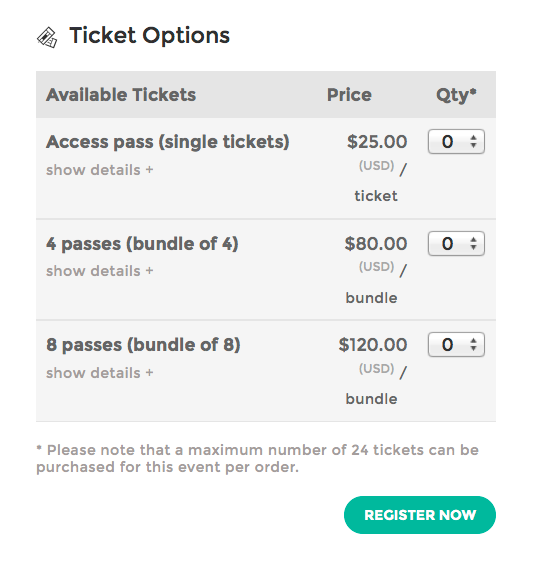 Ticket Options
Available Tickets Price Qty*
Access pass (single tickets) $25.00 0
show details + (USD) /
ticket
4 passes (bundle of 4) $80.00 0
show details + (USD) /
bundle
8 passes (bundle of 8) $120.00 0
show details + (USD) /
bundle
* Please note that a maximum number of 24 tickets can be
purchased for this event per order.
REGISTER NOW